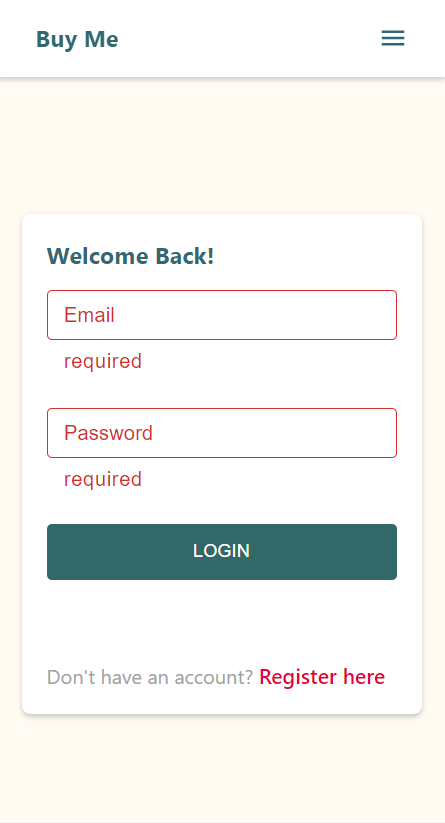 Buy Me
Welcome Back!
Email
required
Password
required
LOGIN
Don't have an account? Register here